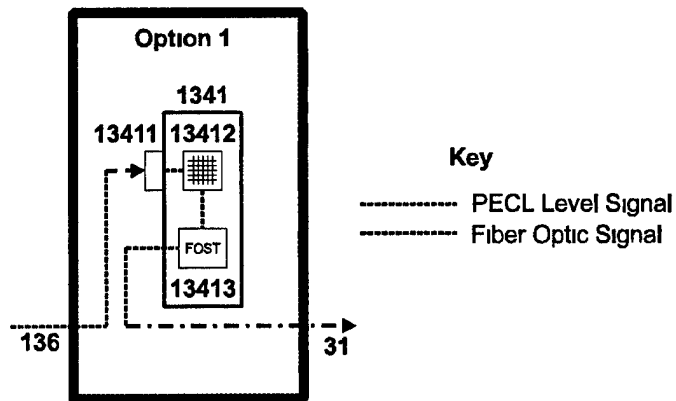 Option 1
1341
13411 13412
FOST
13413
136
31
Key
PECL Level Signal
Fiber Optic Signal